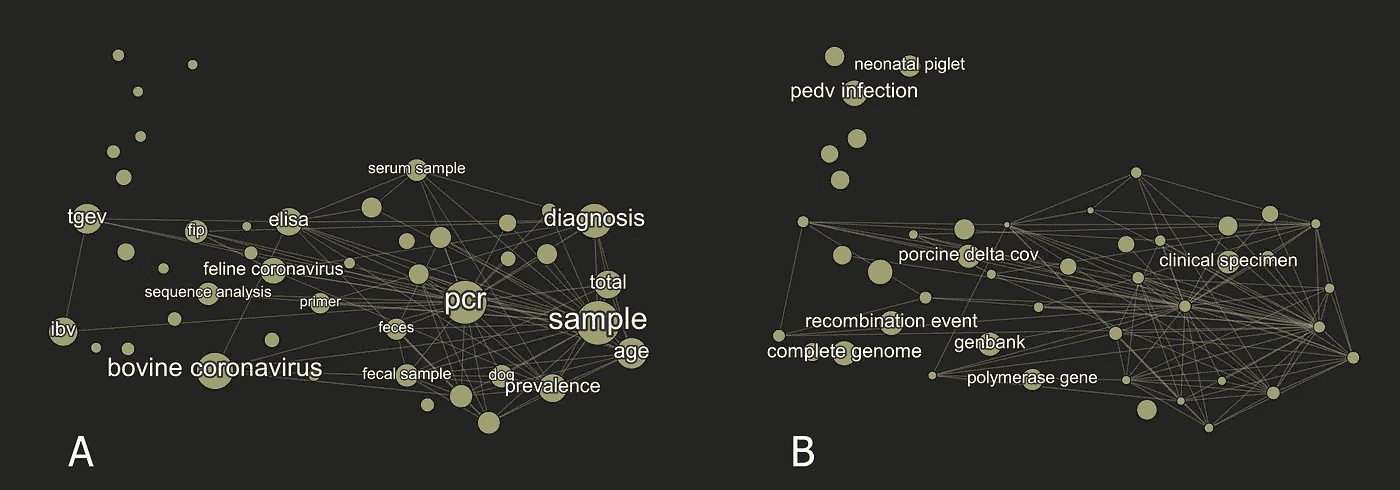 serum sample
tgev
fip
elisa
diagnosis
feline coronavirus
total
sequence analysis
primer
pcr
sample
ibv
feces
age
bovine coronavirus
fecal sample
dog
prevalence
A
neonatal piglet
pedv infection
porcine delta cov
clinical specimen
recombination event
genbank
complete genome
polymerase gene
B